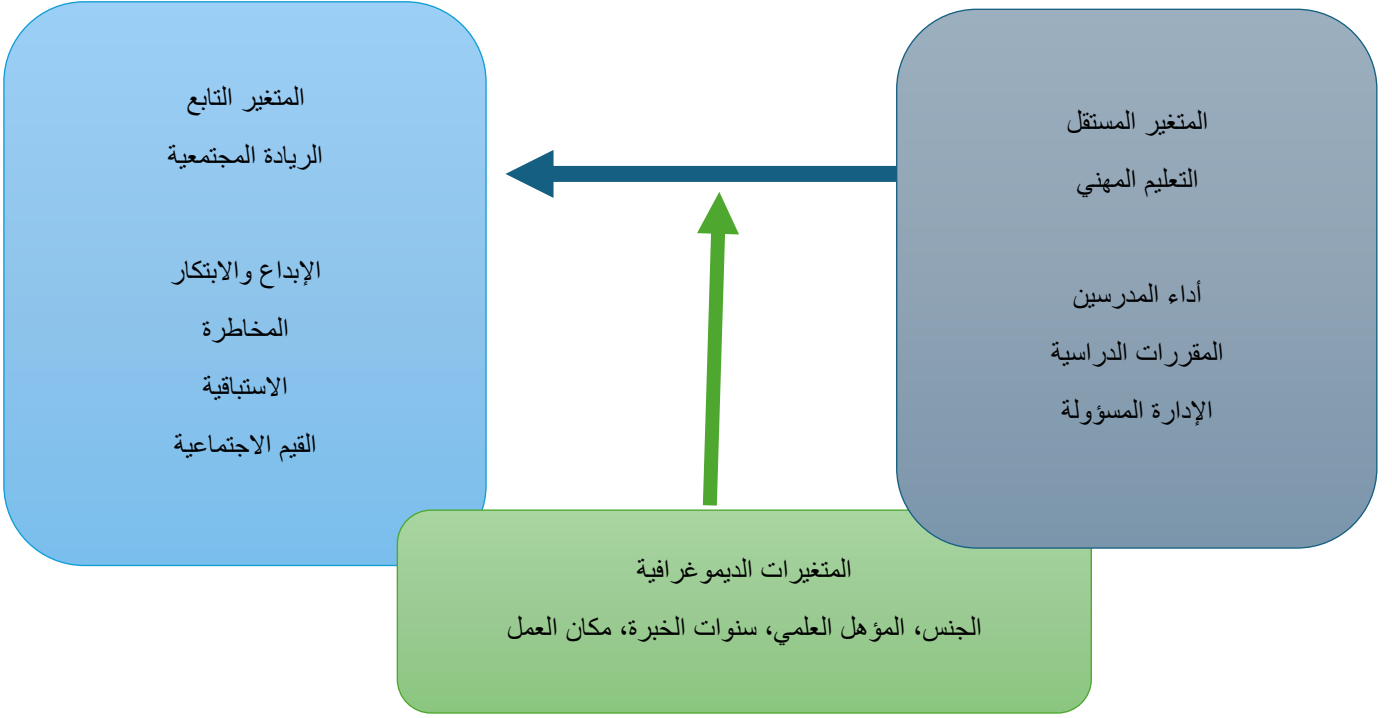 المتغير المستقل
التعليم المهني
أداء المدرسين
المقررات الدراسية
الإدارة المسؤولة
المتغير التابع
الريادة المجتمعية
الإبداع والابتكار
المخاطرة
الاستباقية
القيم الاجتماعية
المتغيرات الديموغرافية
الجنس، المؤهل العلمي، سنوات الخبرة، مكان العمل